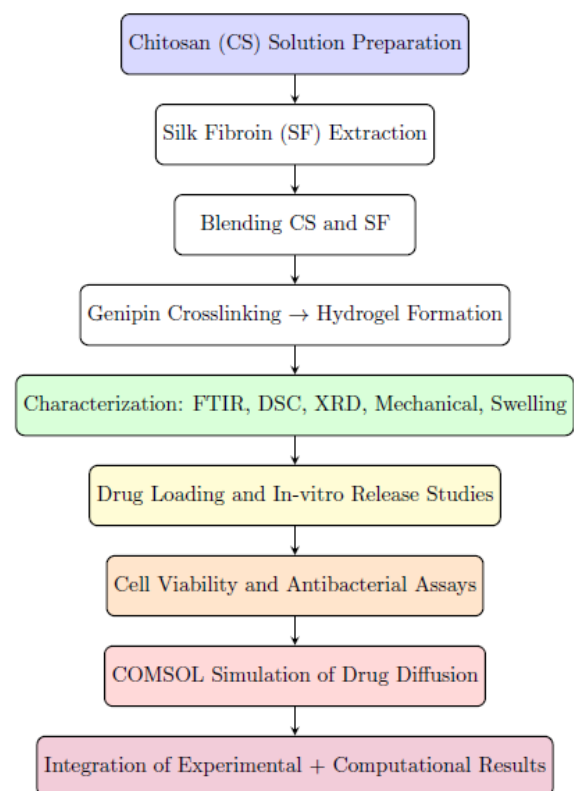 Chitosan (CS) Solution Preparation
Silk Fibroin (SF) Extraction
Blending CS and SF
Genipin Crosslinking → Hydrogel Formation
Characterization: FTIR, DSC, XRD, Mechanical, Swelling
Drug Loading and In-vitro Release Studies
Cell Viability and Antibacterial Assays
COMSOL Simulation of Drug Diffusion
Integration of Experimental + Computational Results